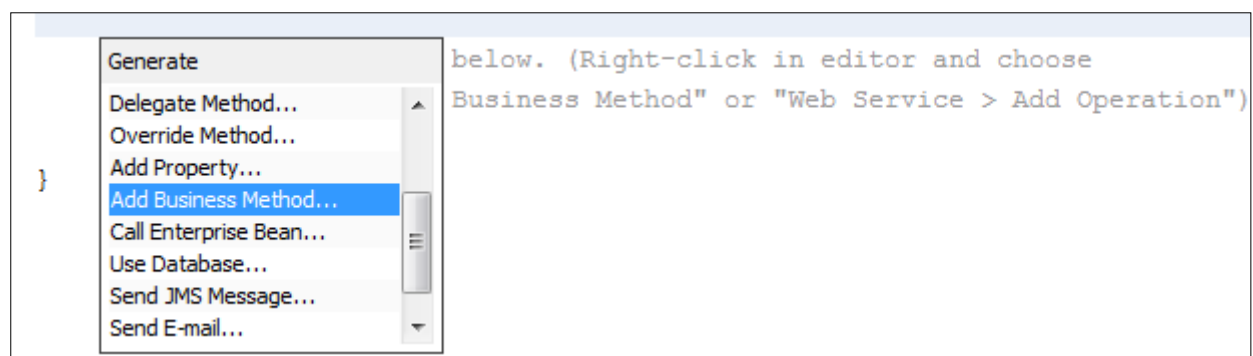 Generate
below. (Right-click in editor and choose
Delegate Method...
Business Method" or "Web Service > Add Operation")
Override Method...
Add Property...
}
Add Business Method...
Call Enterprise Bean...
Use Database...
Send JMS Message...
Send E-mail...